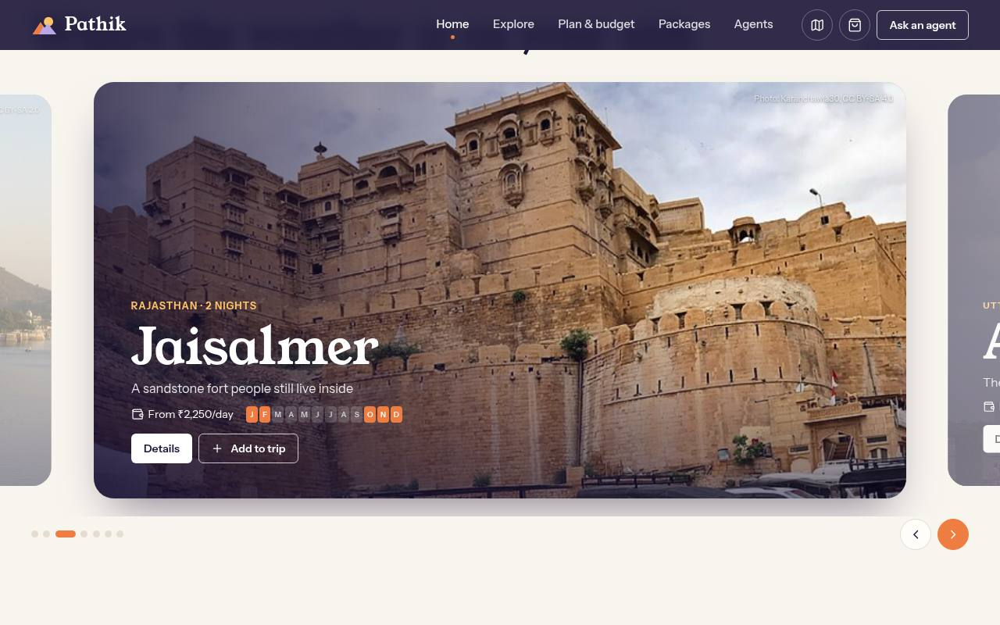 Pathik
Home Explore Plan & budget Packages Agents Ask an agent
CC BY-SA 2.0
Photo: Karanchawla30, CC BY-SA 4.0
RAJASTHAN · 2 NIGHTS
Jaisalmer
A sandstone fort people still live inside
From ₹2,250/day J F M A M J J A S O N D
Details + Add to trip
UTT
A
The
D